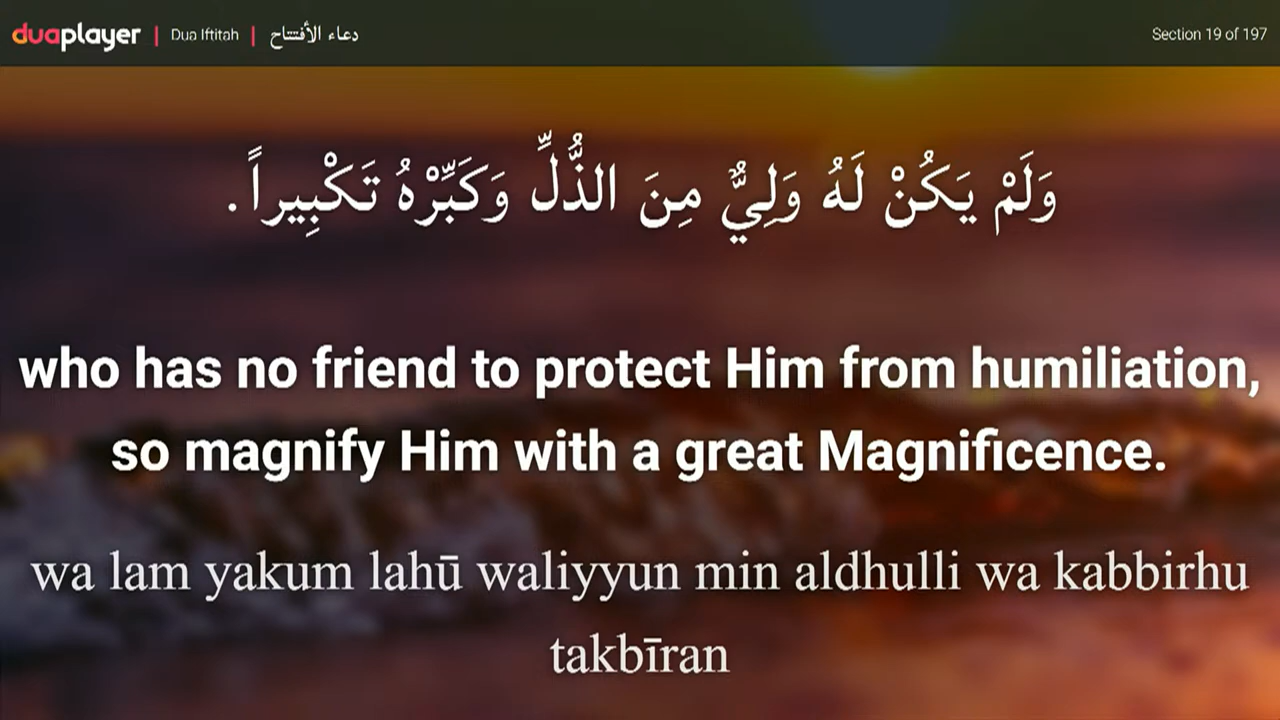 duaplayer | Dua Iftitah | دعاء الأفتتاح Section 19 of 197
وَلَمْ يَكُنْ لَهُ وَلِيٌّ مِنَ الذُّلِّ وَكَبِّرْهُ تَكْبِيراً.
who has no friend to protect Him from humiliation,
so magnify Him with a great Magnificence.
wa lam yakum lahū waliyyun min aldhulli wa kabbirhu
takbīran